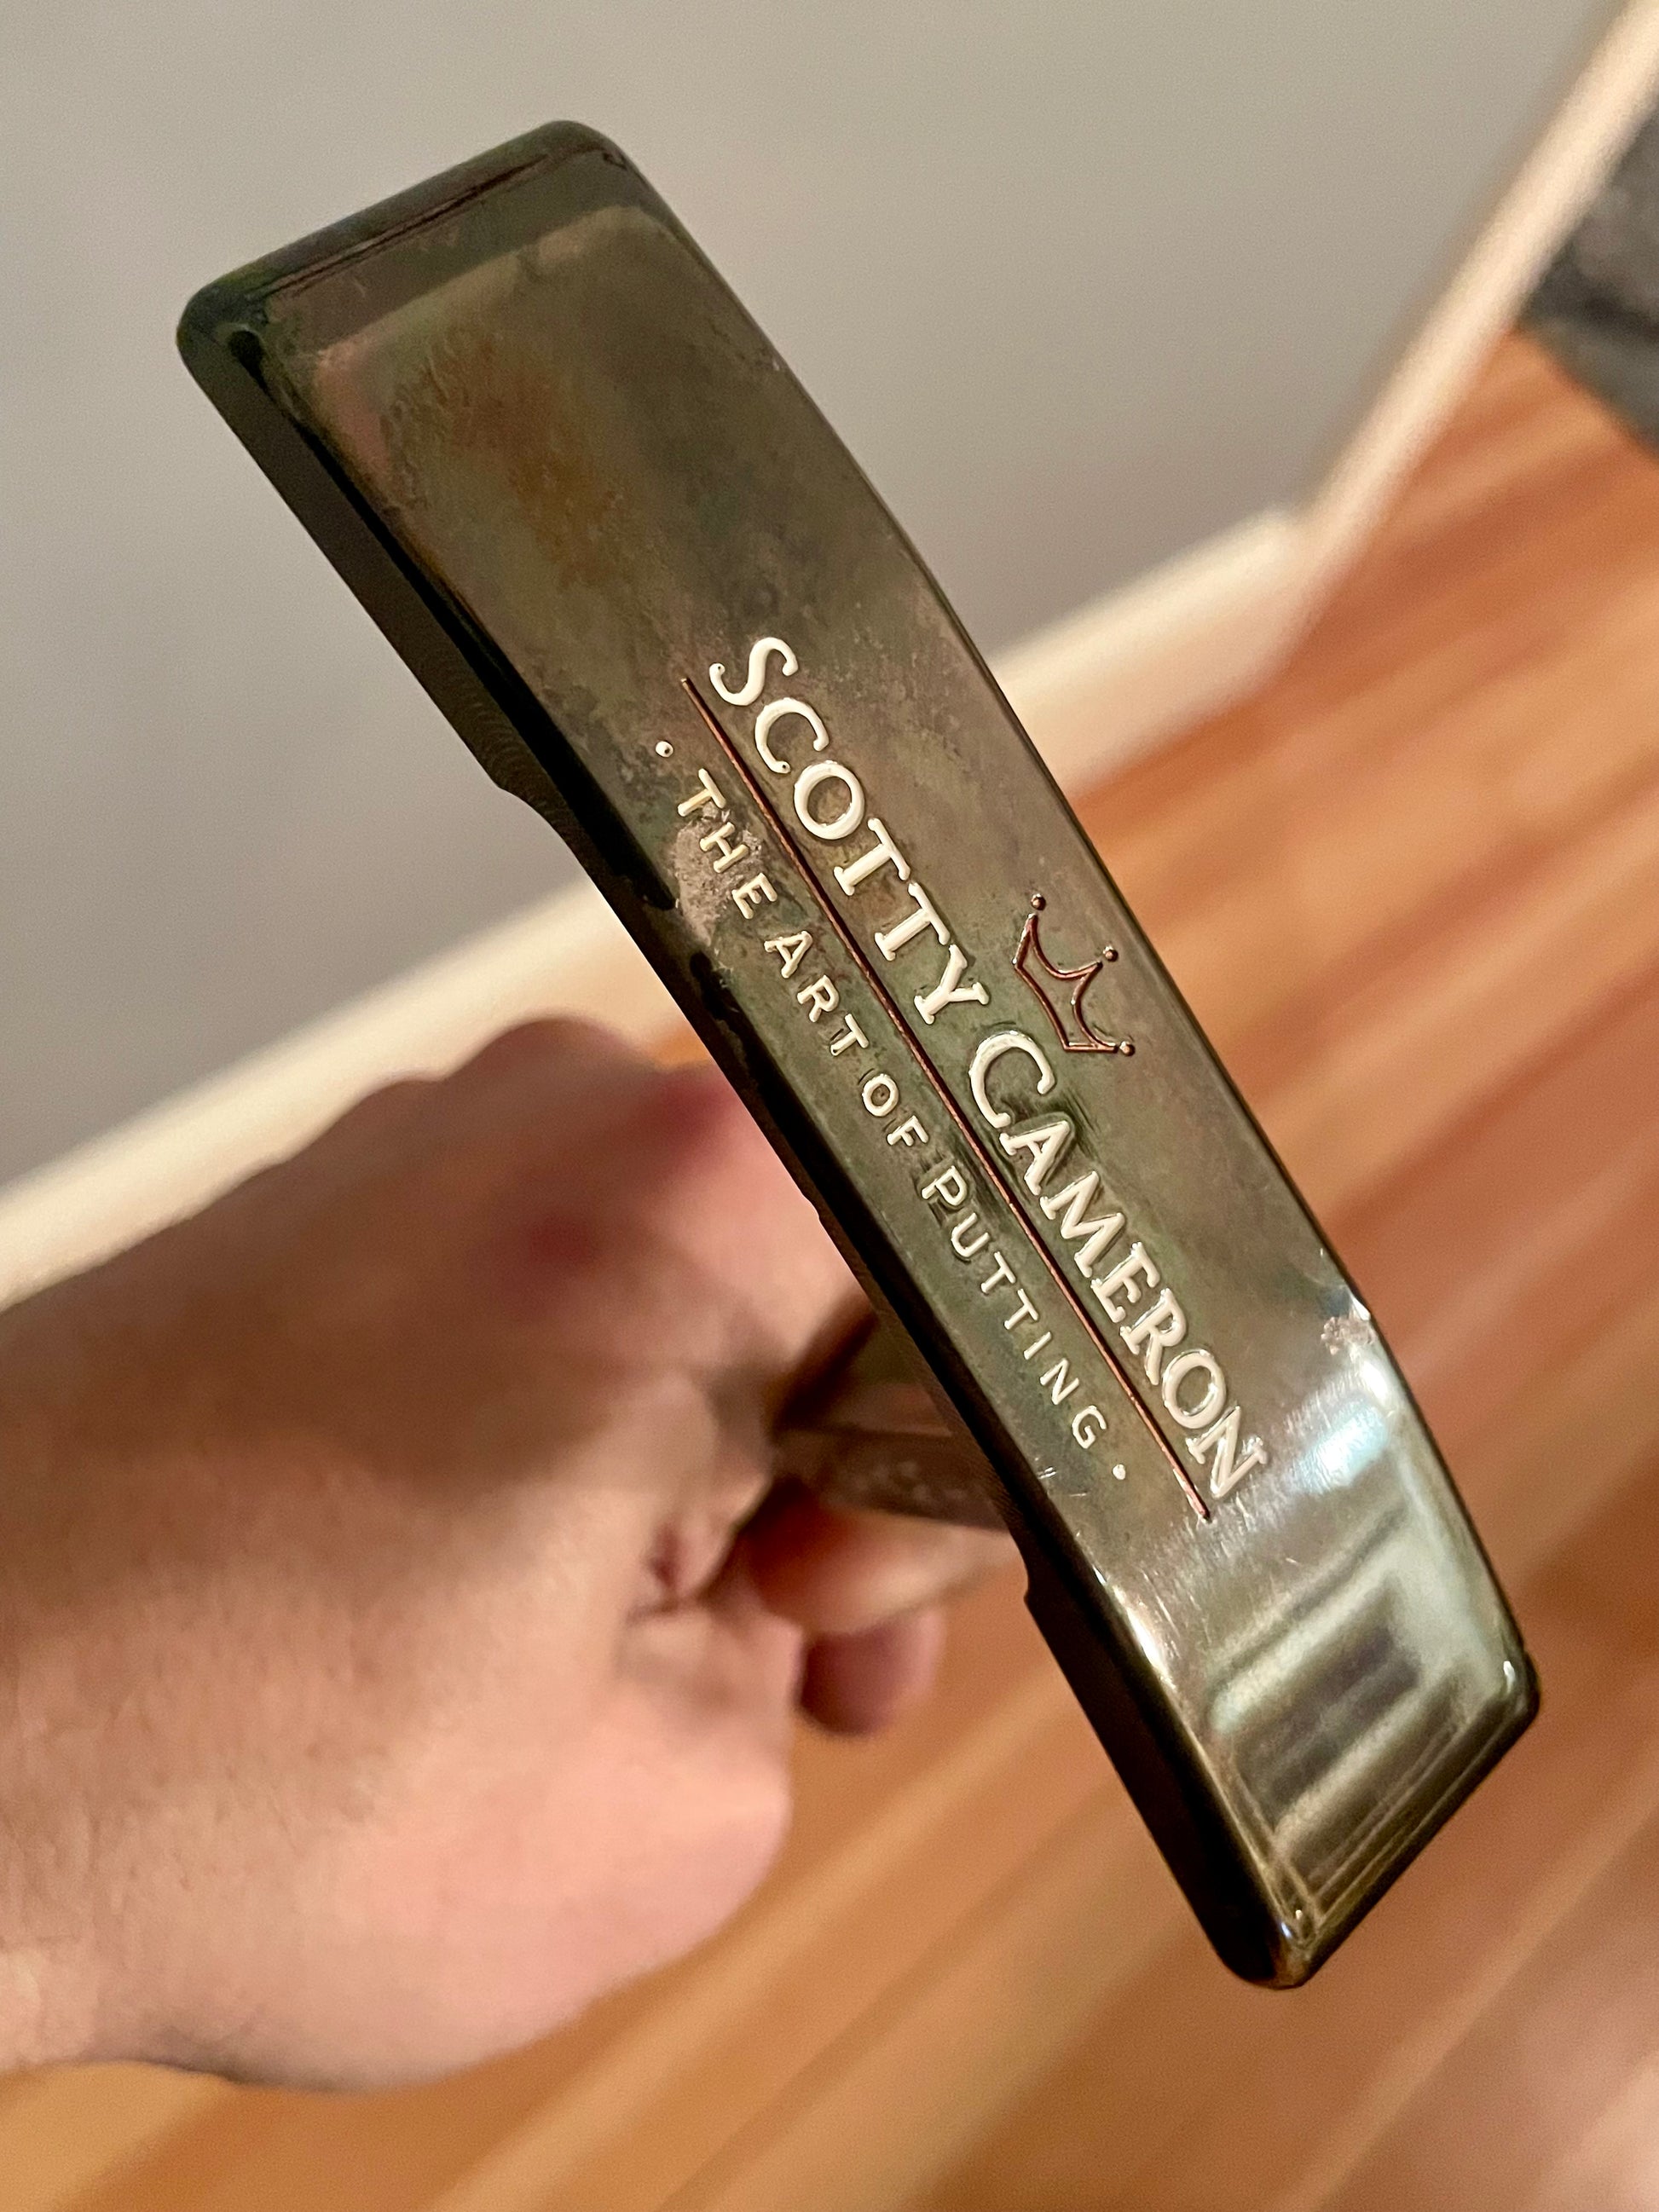 SCOTTY CAMERON
· THE ART OF PUTTING ·